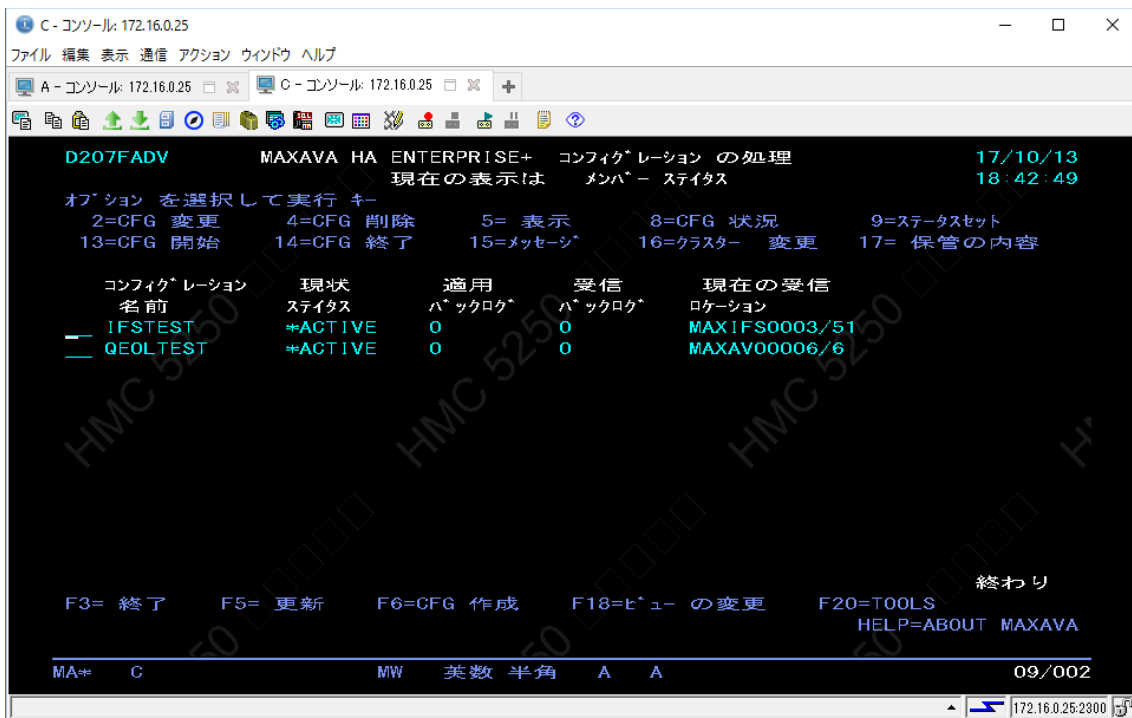 C - コンソール: 172.16.0.25
ファイル 編集 表示 通信 アクション ウィンドウ ヘルプ
A - コンソール: 172.16.0.25 C - コンソール: 172.16.0.25
D207FADV MAXAVA HA ENTERPRISE+ コンフィグレーション の処理 17/10/13
現在の表示は メンバー ステイタス 18:42:49
オプション を選択して実行 キー
2=CFG 変更 4=CFG 削除 5= 表示 8=CFG 状況 9=ステータスセット
13=CFG 開始 14=CFG 終了 15=メッセージ 16=クラスター 変更 17= 保管の内容
コンフィグレーション 現状 適用 受信 現在の受信
名前 ステイタス バックログ バックログ ロケーション
IFSTEST *ACTIVE 0 0 MAXIFS0003/51
QEOLTEST *ACTIVE 0 0 MAXAV00006/6
HMC 5250
終わり
F3= 終了 F5= 更新 F6=CFG 作成 F18=ビュー の変更 F20=TOOLS
HELP=ABOUT MAXAVA
MA* C MW 英数 半角 A A 09/002
172.16.0.25:2300